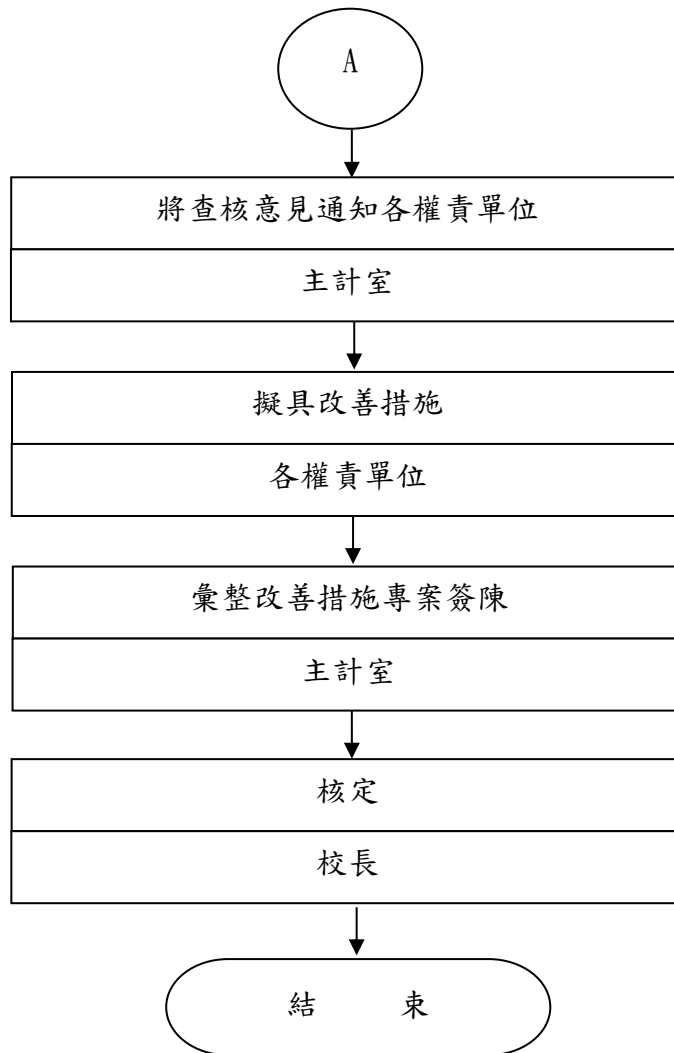 A
將查核意見通知各權責單位
主計室
擬具改善措施
各權責單位
彙整改善措施專案簽陳
主計室
核定
校長
結 束